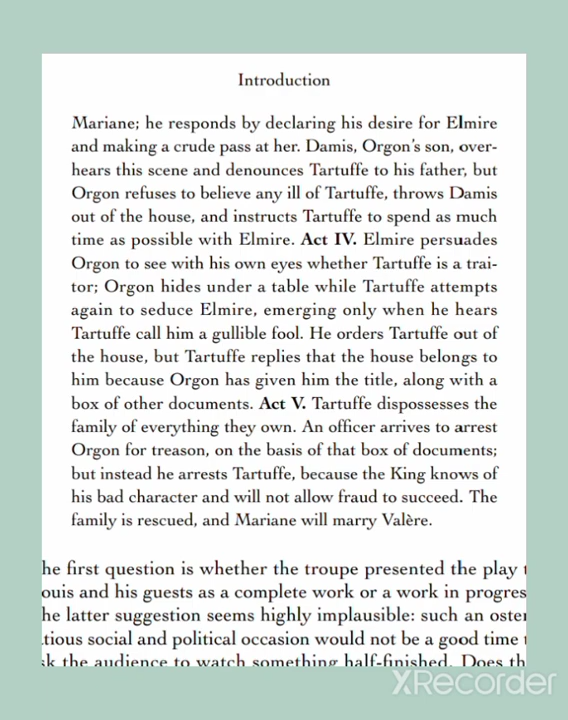 Introduction
Mariane; he responds by declaring his desire for Elmire
and making a crude pass at her. Damis, Orgon's son, over-
hears this scene and denounces Tartuffe to his father, but
Orgon refuses to believe any ill of Tartuffe, throws Damis
out of the house, and instructs Tartuffe to spend as much
time as possible with Elmire. Act IV. Elmire persuades
Orgon to see with his own eyes whether Tartuffe is a trai-
tor; Orgon hides under a table while Tartuffe attempts
again to seduce Elmire, emerging only when he hears
Tartuffe call him a gullible fool. He orders Tartuffe out of
the house, but Tartuffe replies that the house belongs to
him because Orgon has given him the title, along with a
box of other documents. Act V. Tartuffe dispossesses the
family of everything they own. An officer arrives to arrest
Orgon for treason, on the basis of that box of documents;
but instead he arrests Tartuffe, because the King knows of
his bad character and will not allow fraud to succeed. The
family is rescued, and Mariane will marry Valère.
he first question is whether the troupe presented the play t
ouis and his guests as a complete work or a work in progres
he latter suggestion seems highly implausible: such an osten
tious social and political occasion would not be a good time t
sk the audience to watch something half-finished. Does th
XRecorder